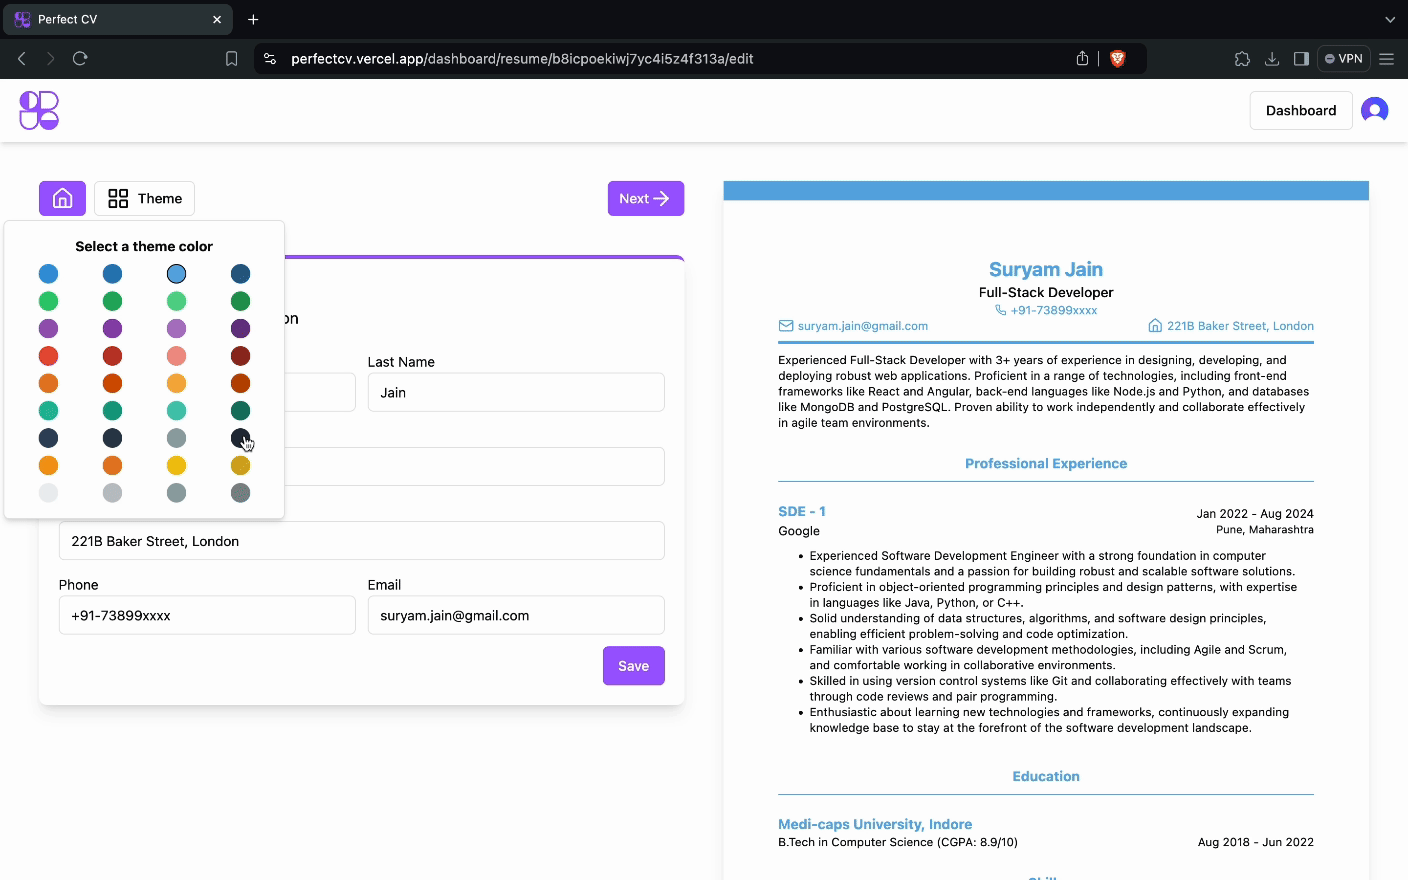 Perfect CV
perfectcv.vercel.app/dashboard/resume/b8icpoekiwj7yc4i5z4f313a/edit
VPN
Dashboard
Theme
Next
Select a theme color
on
Last Name
Jain
221B Baker Street, London
Phone
Email
+91-73899xxxx
suryam.jain@gmail.com
Save
Suryam Jain
Full-Stack Developer
+91-73899xxxx
suryam.jain@gmail.com
221B Baker Street, London
Experienced Full-Stack Developer with 3+ years of experience in designing, developing, and
deploying robust web applications. Proficient in a range of technologies, including front-end
frameworks like React and Angular, back-end languages like Node.js and Python, and databases
like MongoDB and PostgreSQL. Proven ability to work independently and collaborate effectively
in agile team environments.
Professional Experience
SDE - 1
Jan 2022 - Aug 2024
Google
Pune, Maharashtra
• Experienced Software Development Engineer with a strong foundation in computer
science fundamentals and a passion for building robust and scalable software solutions.
• Proficient in object-oriented programming principles and design patterns, with expertise
in languages like Java, Python, or C++.
• Solid understanding of data structures, algorithms, and software design principles,
enabling efficient problem-solving and code optimization.
• Familiar with various software development methodologies, including Agile and Scrum,
and comfortable working in collaborative environments.
• Skilled in using version control systems like Git and collaborating effectively with teams
through code reviews and pair programming.
• Enthusiastic about learning new technologies and frameworks, continuously expanding
knowledge base to stay at the forefront of the software development landscape.
Education
Medi-caps University, Indore
B.Tech in Computer Science (CGPA: 8.9/10)
Aug 2018 - Jun 2022